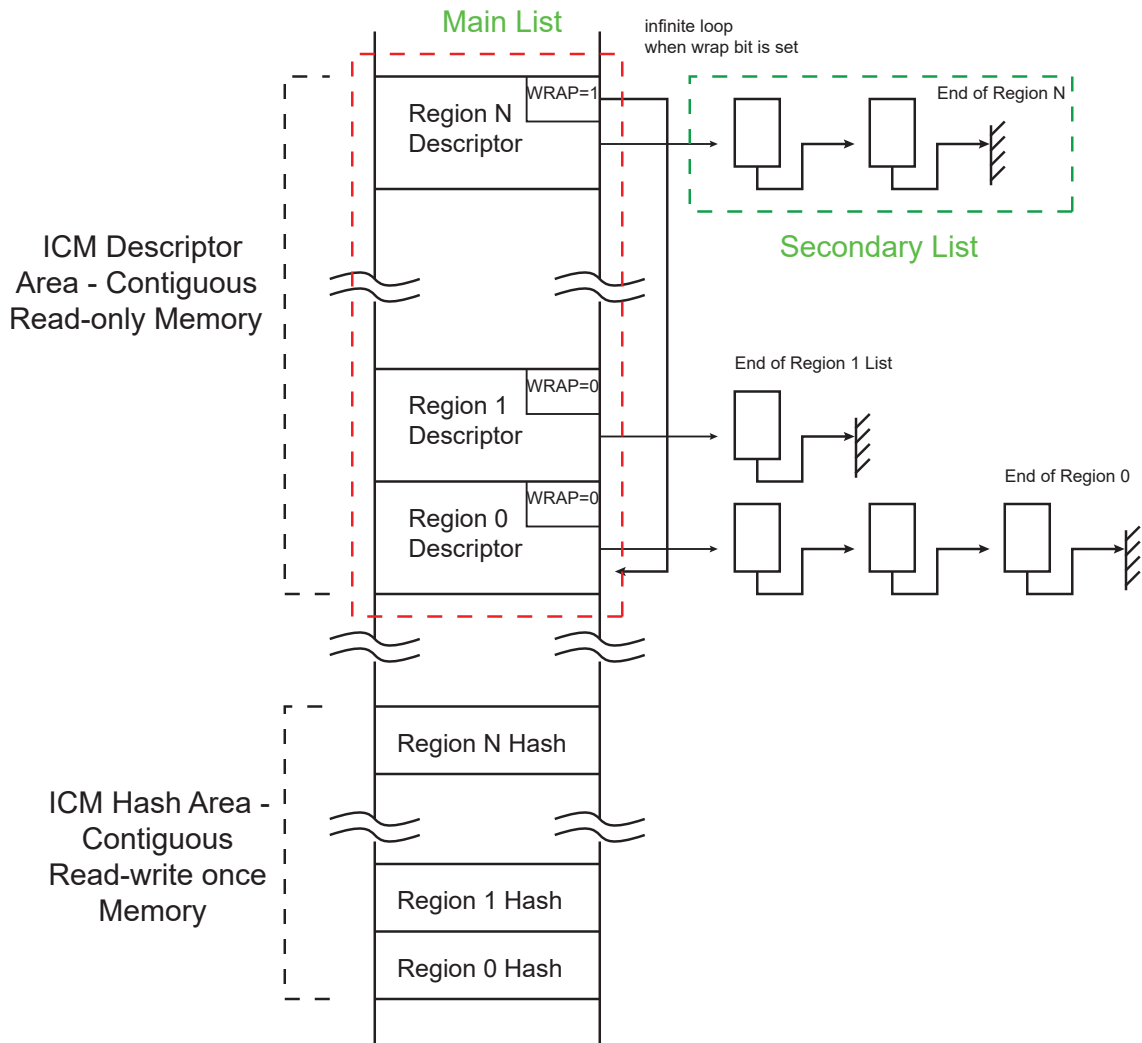 Main List
infinite loop
when wrap bit is set
WRAP=1
End of Region N
Region N
Descriptor
Secondary List
ICM Descriptor
Area - Contiguous
Read-only Memory
End of Region 1 List
WRAP=0
Region 1
Descriptor
End of Region 0
WRAP=0
Region 0
Descriptor
Region N Hash
ICM Hash Area -
Contiguous
Read-write once
Memory
Region 1 Hash
Region 0 Hash